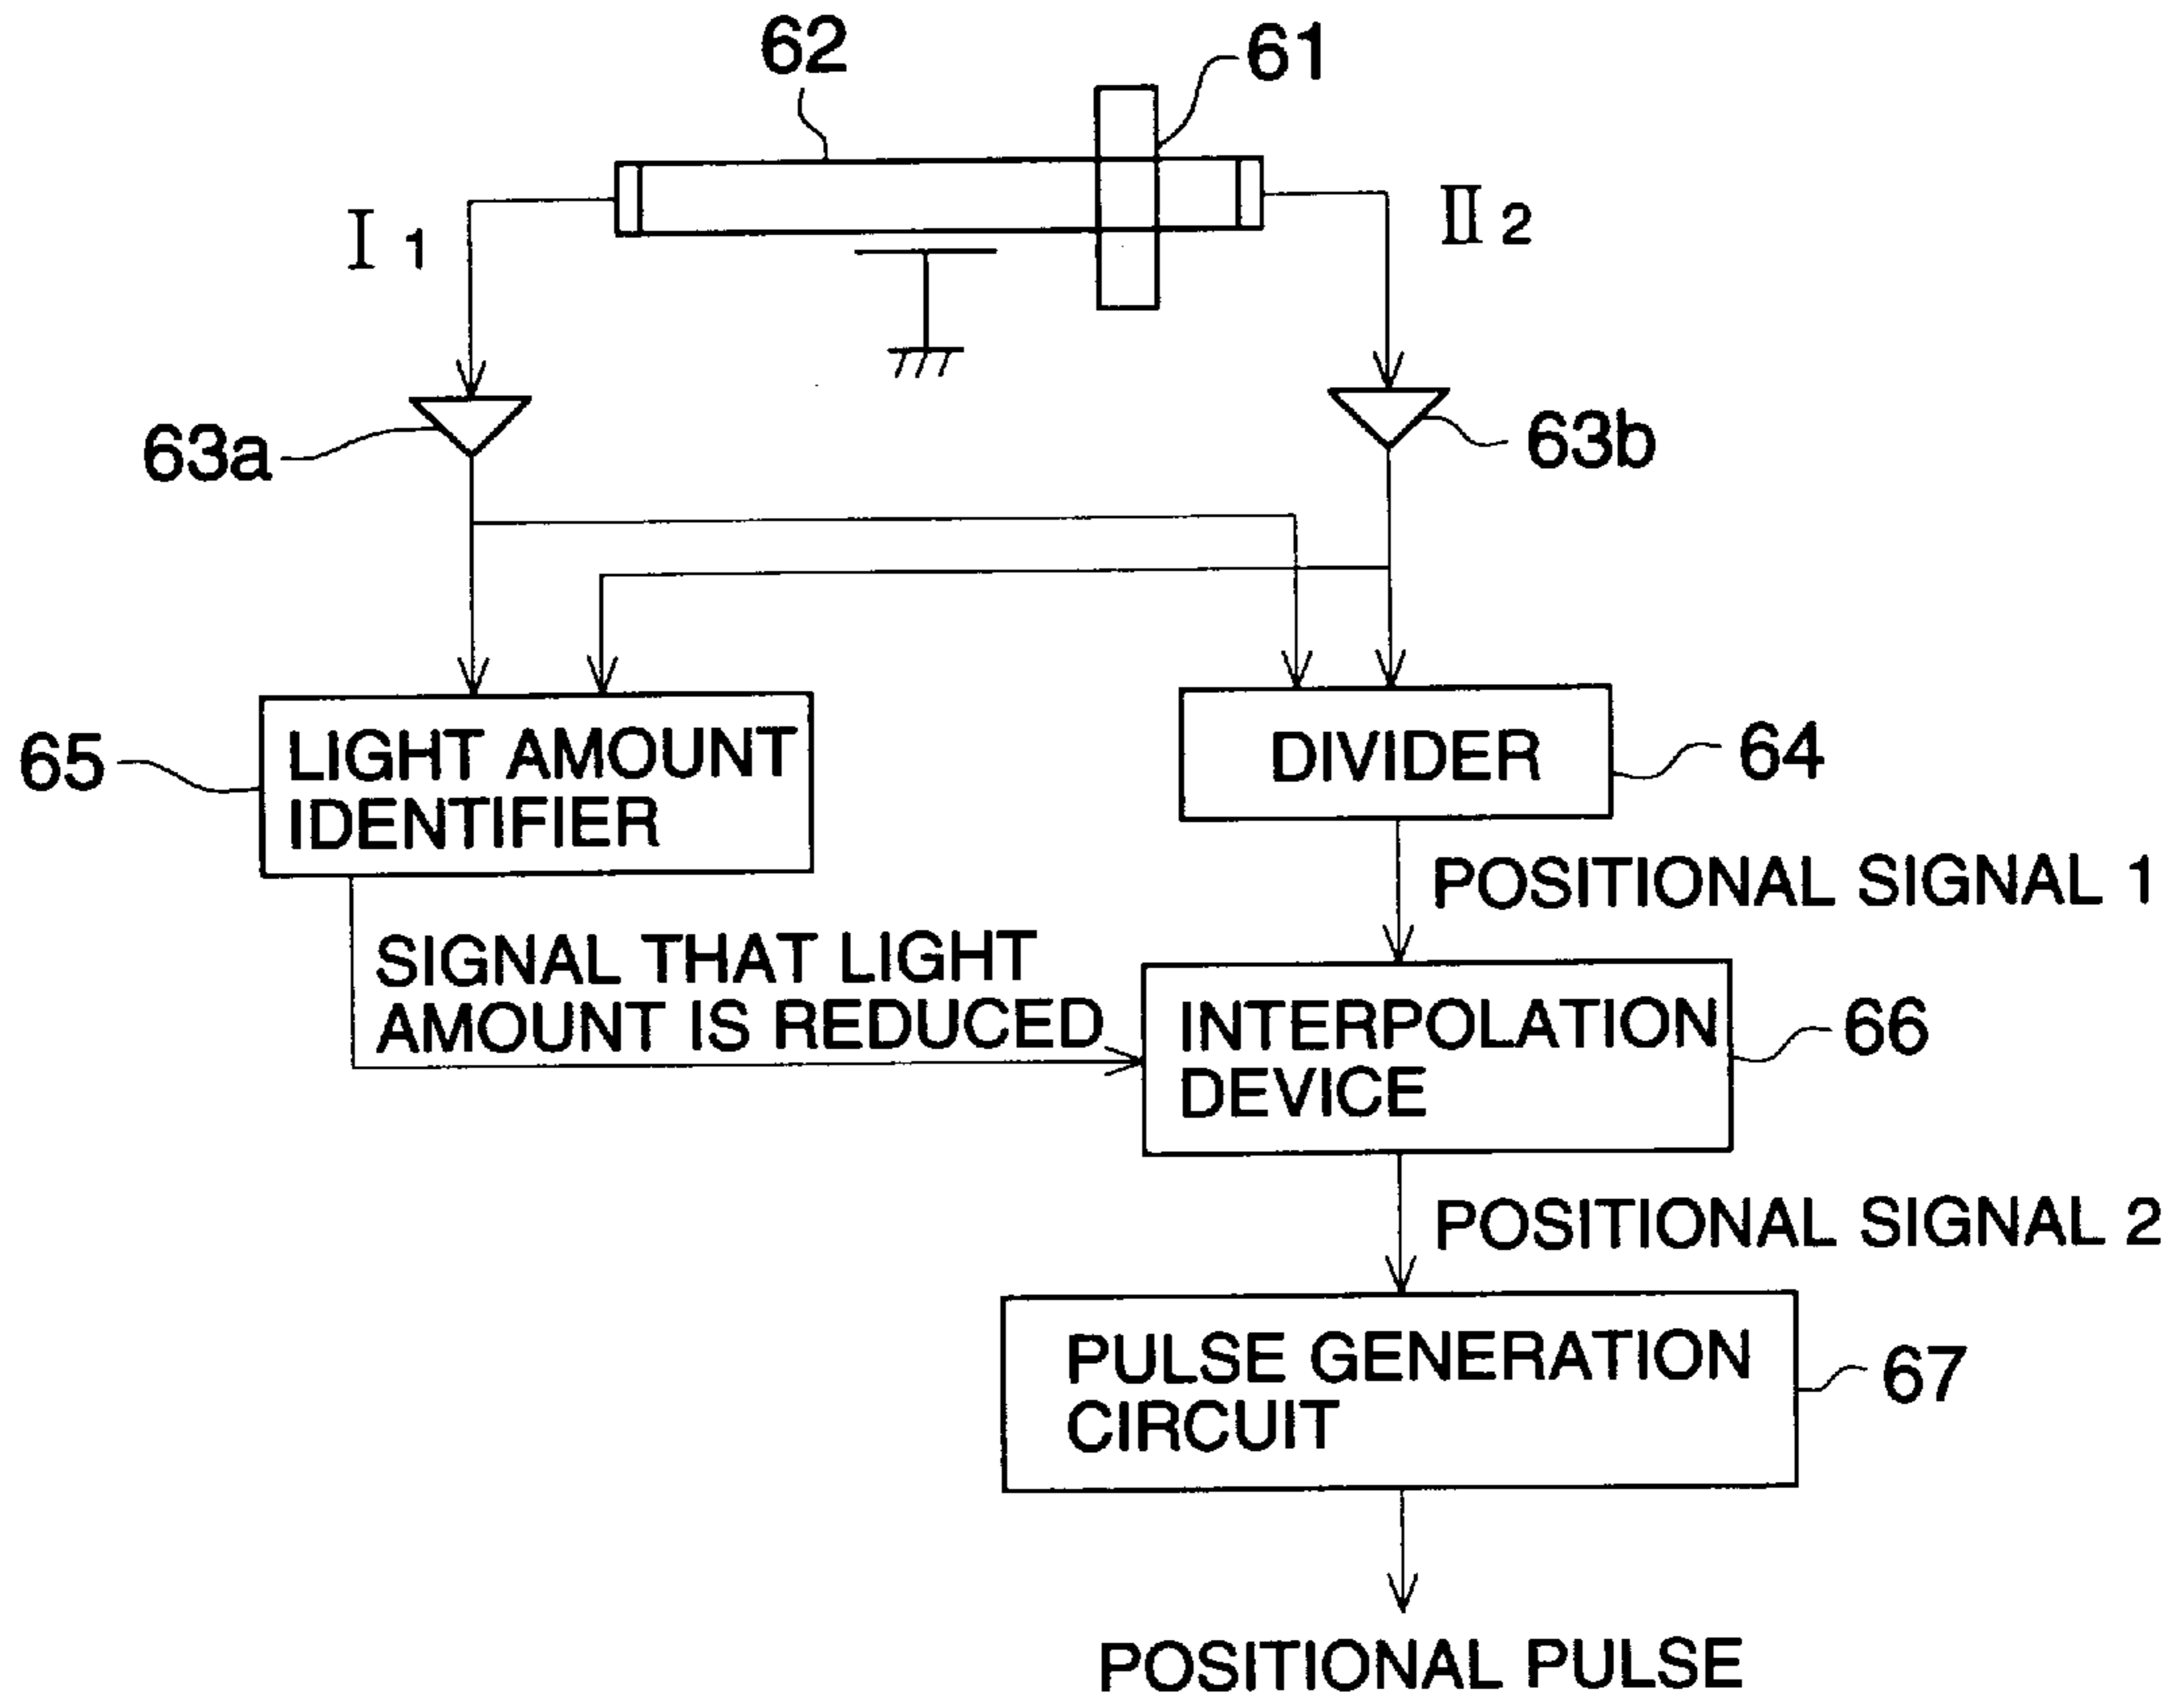 62
61
I 1
II 2
63a
63b
65
LIGHT AMOUNT
IDENTIFIER
DIVIDER
64
POSITIONAL SIGNAL 1
SIGNAL THAT LIGHT
AMOUNT IS REDUCED
INTERPOLATION
DEVICE
66
POSITIONAL SIGNAL 2
PULSE GENERATION
CIRCUIT
67
POSITIONAL PULSE